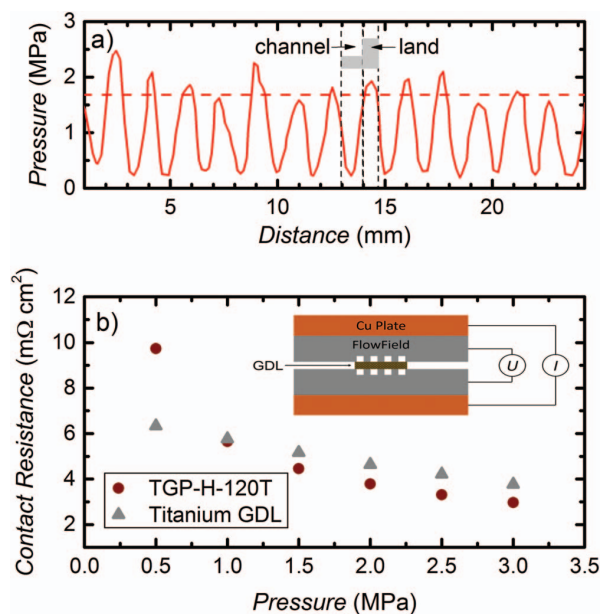 a)
channel
land
Pressure (MPa)
3
2
1
0
5
10
15
20
Distance (mm)
b)
Contact Resistance (mΩ cm²)
12
10
8
6
4
2
Cu Plate
FlowField
GDL
U
I
TGP-H-120T
Titanium GDL
0.0
0.5
1.0
1.5
2.0
2.5
3.0
3.5
Pressure (MPa)